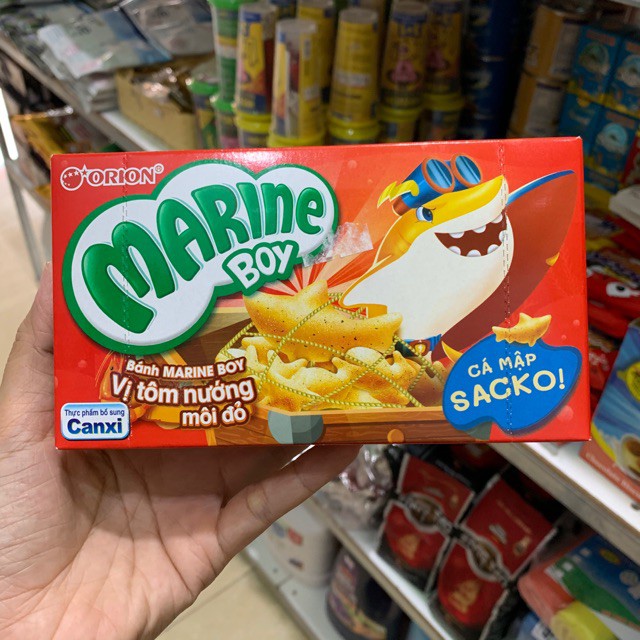 ORION®
MARINE
BOY
Bánh MARINE BOY
Vị tôm nướng
môi đỏ
Thực phẩm bổ sung
Canxi
CÁ MẬP
SACKO!